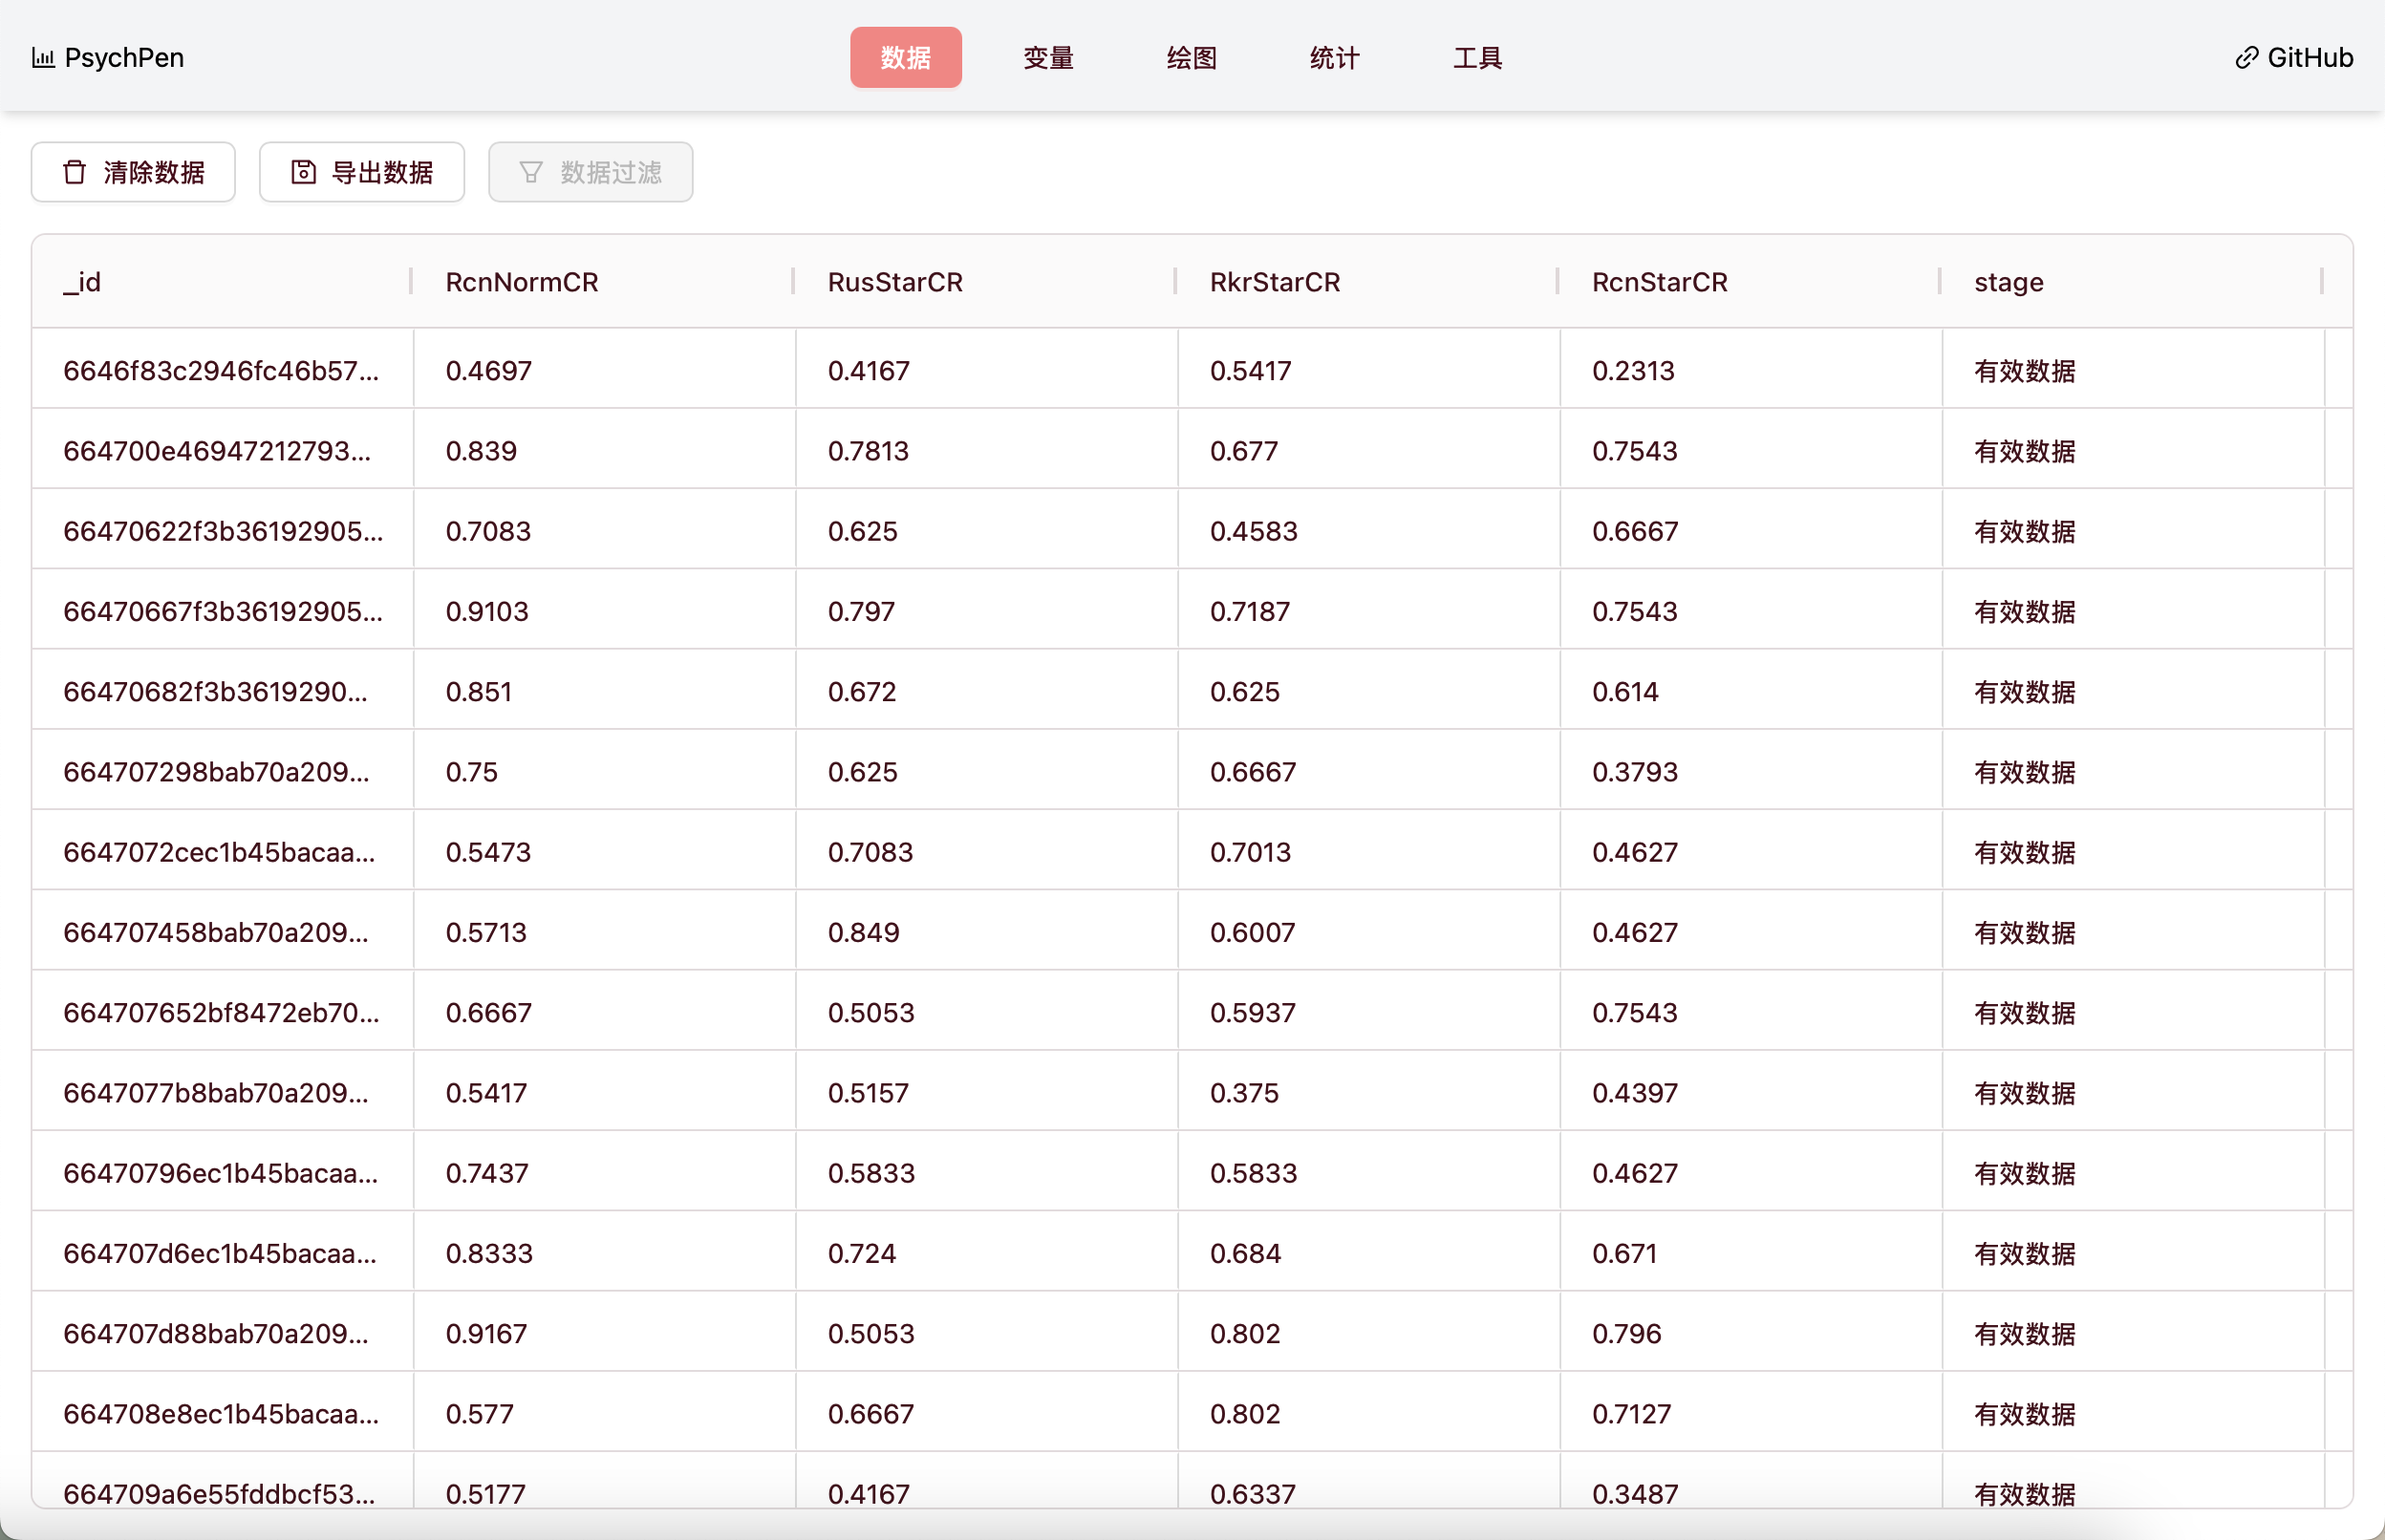 PsychPen 数据 变量 绘图 统计 工具 GitHub
清除数据 导出数据 数据过滤
_id RcnNormCR RusStarCR RkrStarCR RcnStarCR stage
6646f83c2946fc46b57... 0.4697 0.4167 0.5417 0.2313 有效数据
664700e46947212793... 0.839 0.7813 0.677 0.7543 有效数据
66470622f3b36192905... 0.7083 0.625 0.4583 0.6667 有效数据
66470667f3b36192905... 0.9103 0.797 0.7187 0.7543 有效数据
66470682f3b3619290... 0.851 0.672 0.625 0.614 有效数据
664707298bab70a209... 0.75 0.625 0.6667 0.3793 有效数据
6647072cec1b45bacaa... 0.5473 0.7083 0.7013 0.4627 有效数据
664707458bab70a209... 0.5713 0.849 0.6007 0.4627 有效数据
664707652bf8472eb70... 0.6667 0.5053 0.5937 0.7543 有效数据
6647077b8bab70a209... 0.5417 0.5157 0.375 0.4397 有效数据
66470796ec1b45bacaa... 0.7437 0.5833 0.5833 0.4627 有效数据
664707d6ec1b45bacaa... 0.8333 0.724 0.684 0.671 有效数据
664707d88bab70a209... 0.9167 0.5053 0.802 0.796 有效数据
664708e8ec1b45bacaa... 0.577 0.6667 0.802 0.7127 有效数据
664709a6e55fddbcf53... 0.5177 0.4167 0.6337 0.3487 有效数据